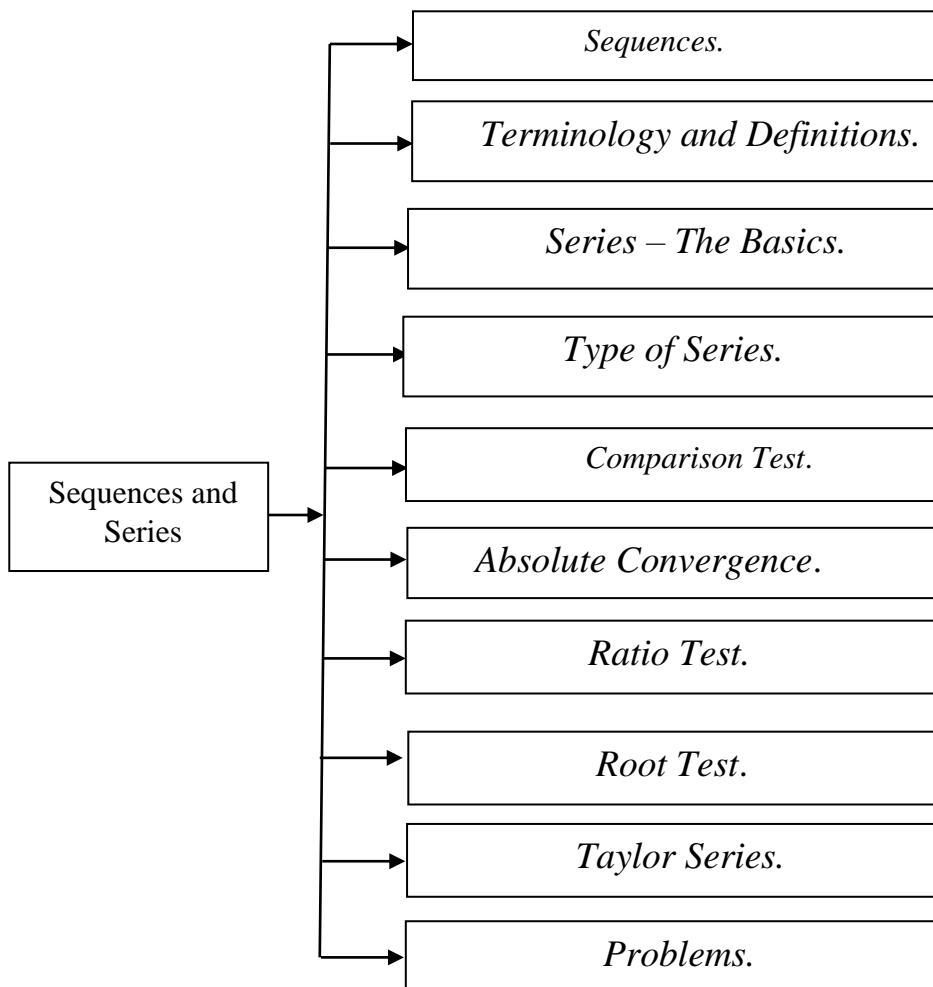 Sequences.
Terminology and Definitions.
Series – The Basics.
Type of Series.
Comparison Test.
Sequences and
Series
Absolute Convergence.
Ratio Test.
Root Test.
Taylor Series.
Problems.